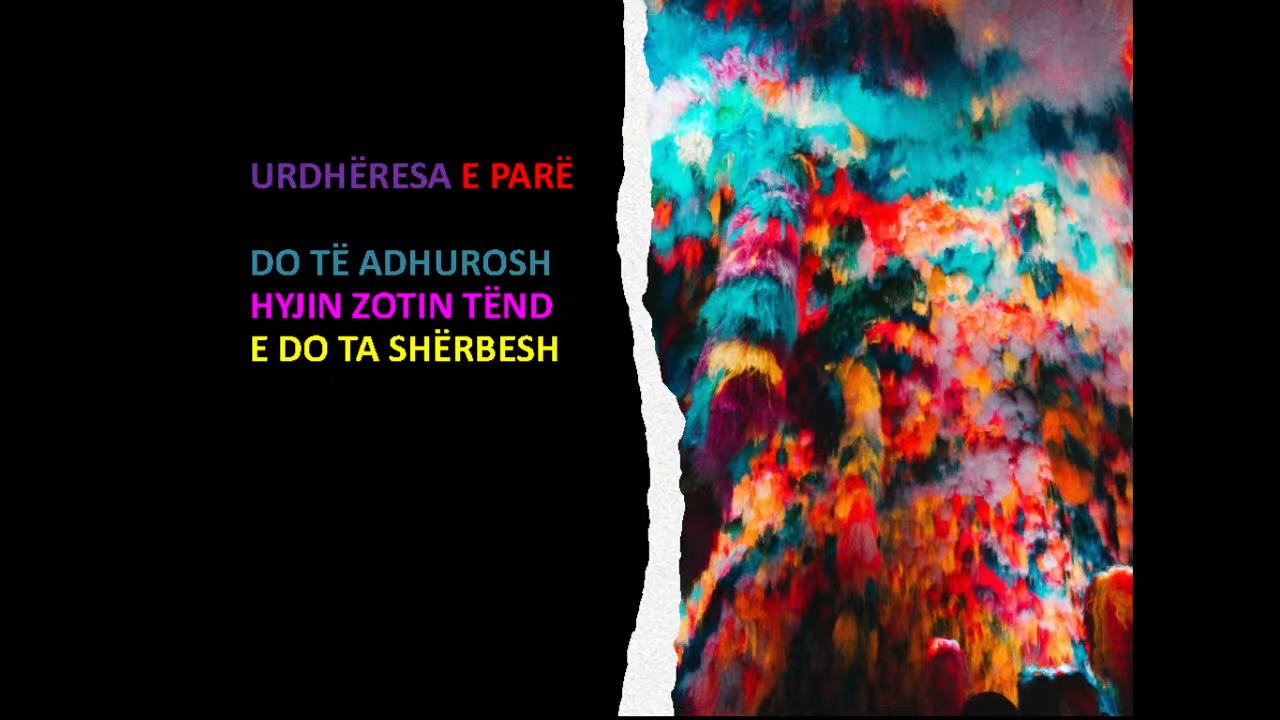 URDHËRESA E PARË
DO TË ADHUROSH
HYJIN ZOTIN TËND
E DO TA SHËRBESH